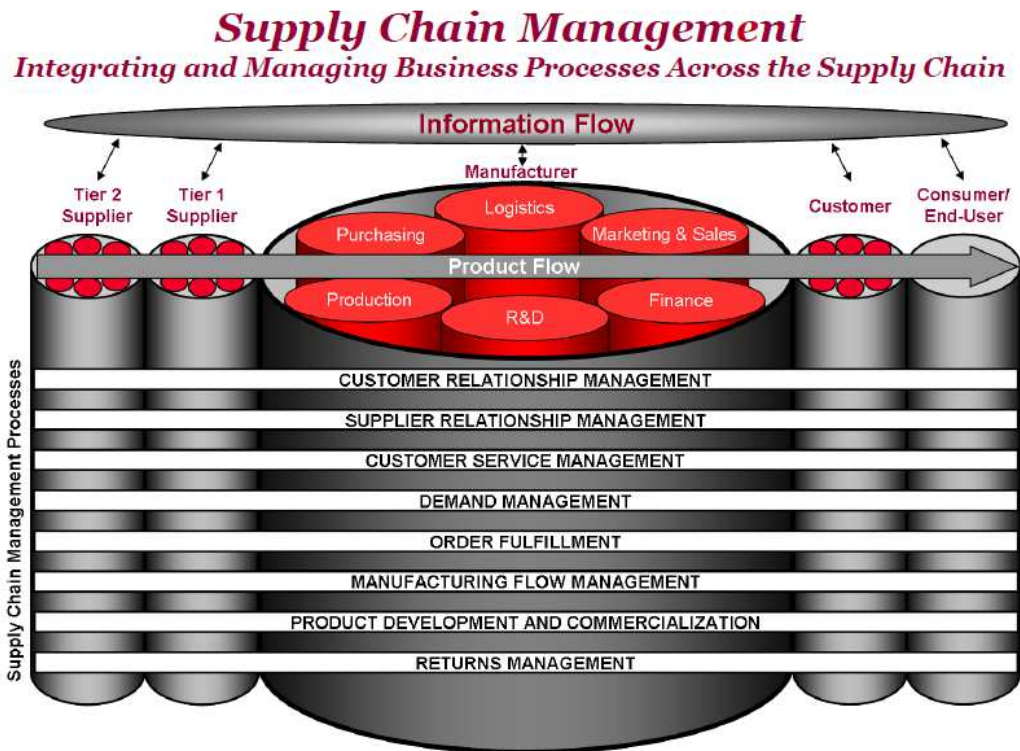 Supply Chain Management
Integrating and Managing Business Processes Across the Supply Chain
Information Flow
Tier 2
Supplier
Tier 1
Supplier
Manufacturer
Customer
Consumer/
End-User
Logistics
Purchasing
Marketing & Sales
Product Flow
Production
R&D
Finance
Supply Chain Management Processes
CUSTOMER RELATIONSHIP MANAGEMENT
SUPPLIER RELATIONSHIP MANAGEMENT
CUSTOMER SERVICE MANAGEMENT
DEMAND MANAGEMENT
ORDER FULFILLMENT
MANUFACTURING FLOW MANAGEMENT
PRODUCT DEVELOPMENT AND COMMERCIALIZATION
RETURNS MANAGEMENT